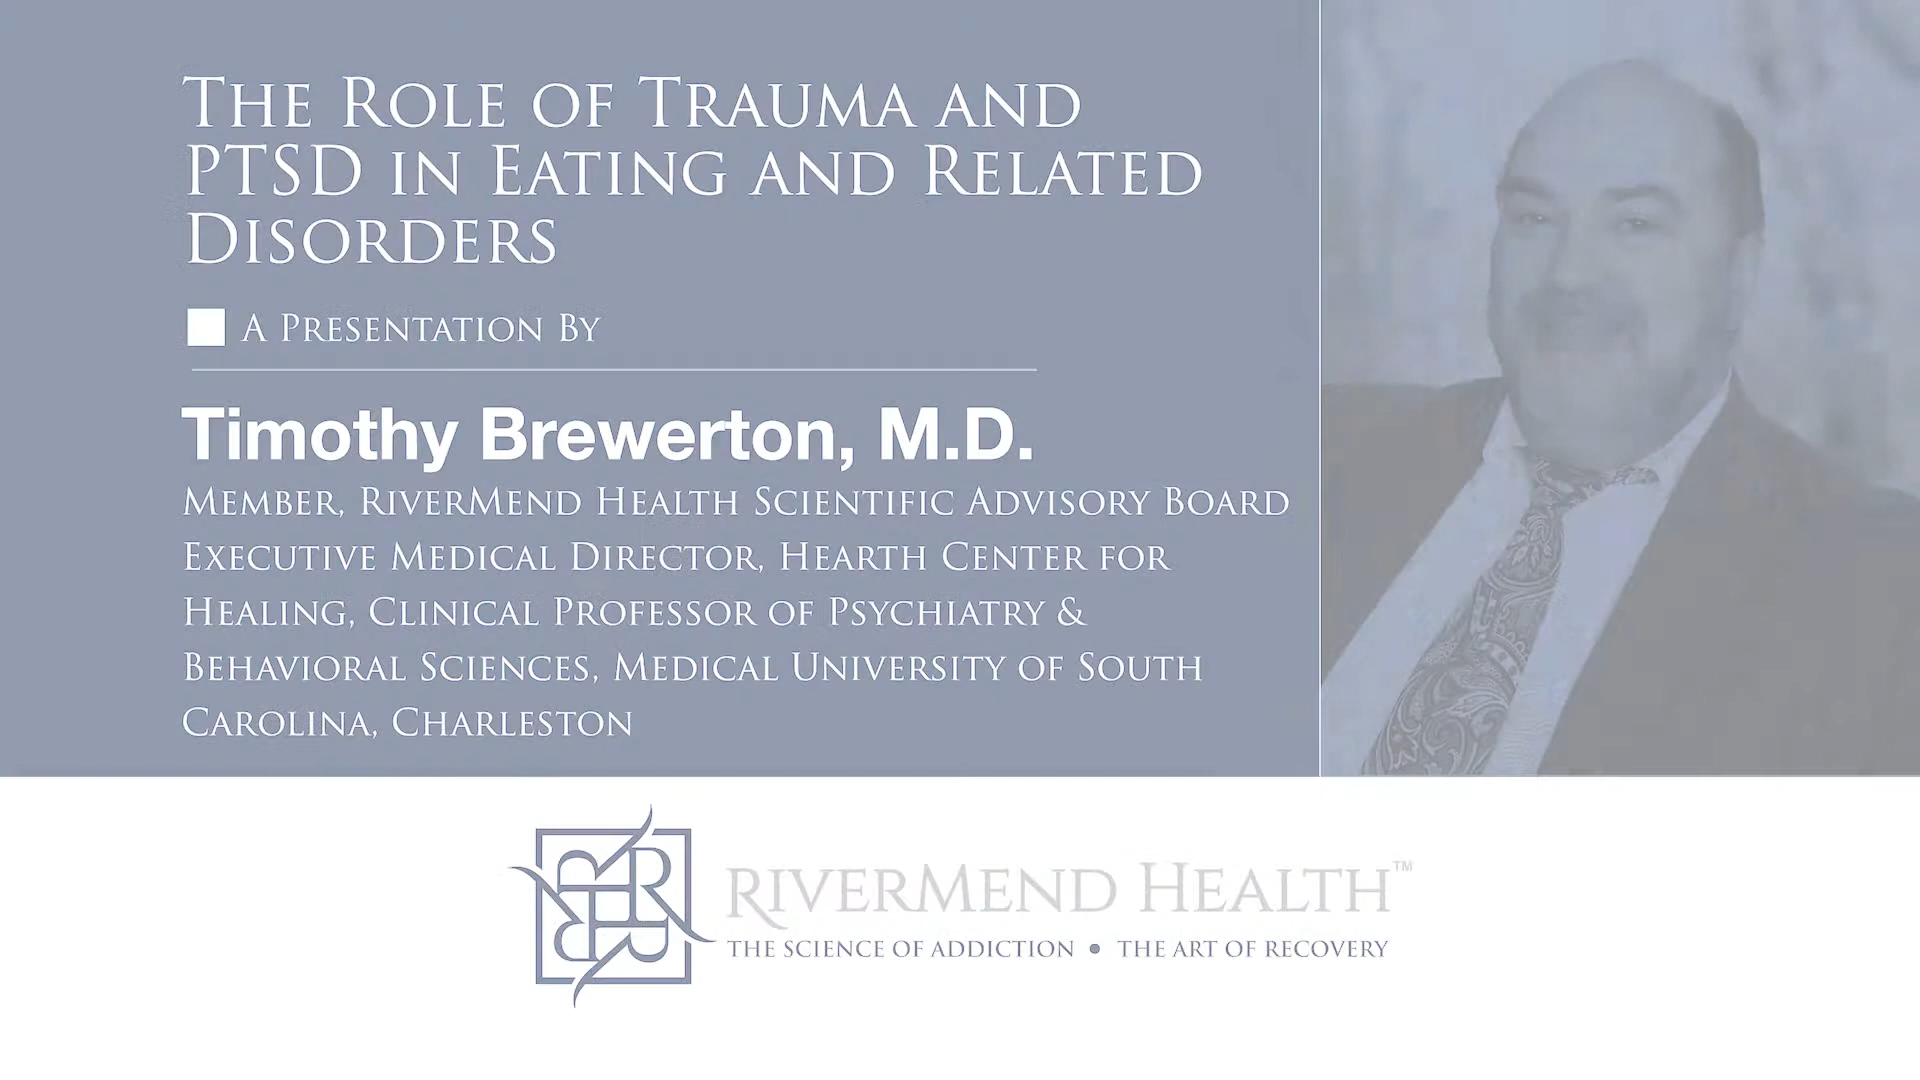 The Role of Trauma and
PTSD in Eating and Related
Disorders
A Presentation By
Timothy Brewerton, M.D.
Member, RiverMend Health Scientific Advisory Board
Executive Medical Director, Hearth Center for
Healing, Clinical Professor of Psychiatry &
Behavioral Sciences, Medical University of South
Carolina, Charleston
RiverMend Health™
The Science of Addiction • The Art of Recovery